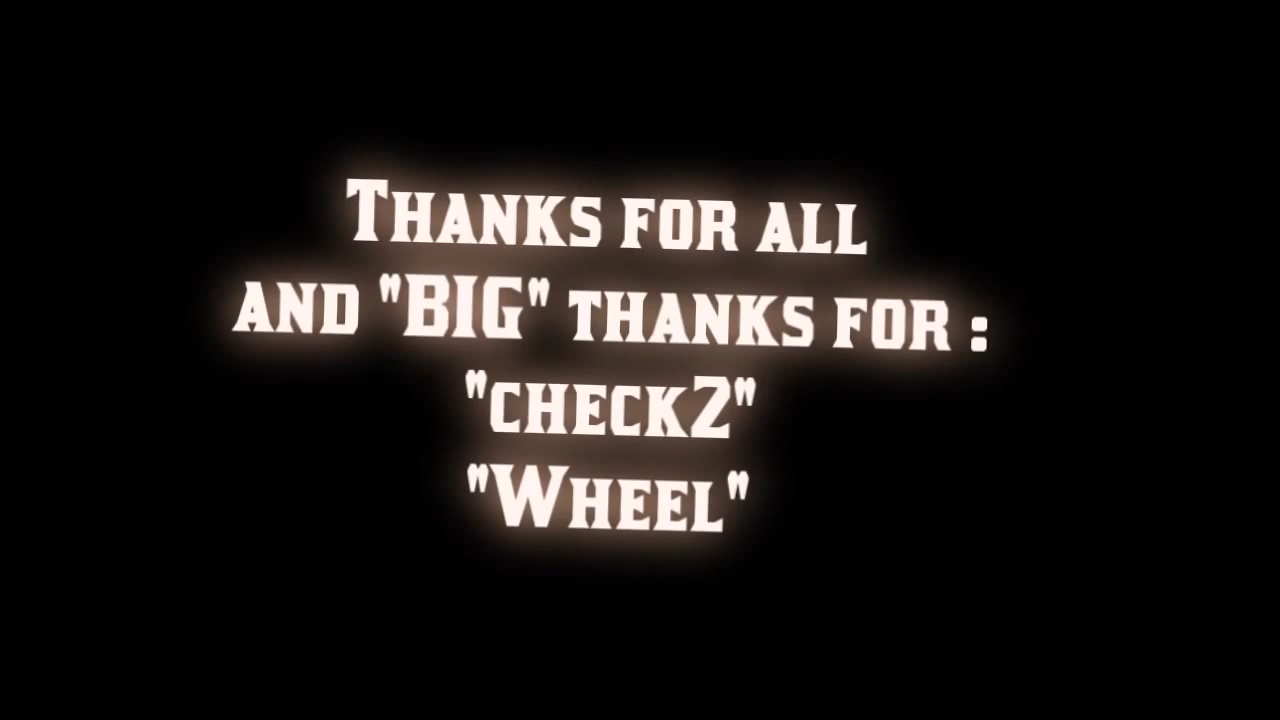 Thanks for all
and "BIG" thanks for :
"check2"
"Wheel"